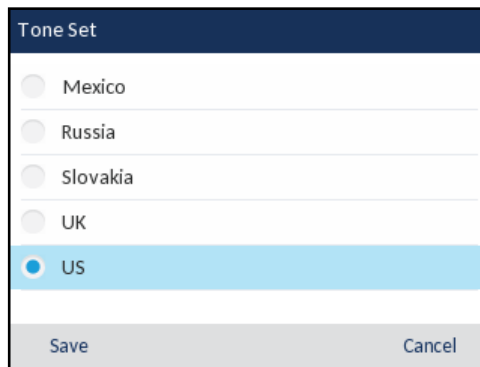 Tone Set
Mexico
Russia
Slovakia
UK
US
Save Cancel